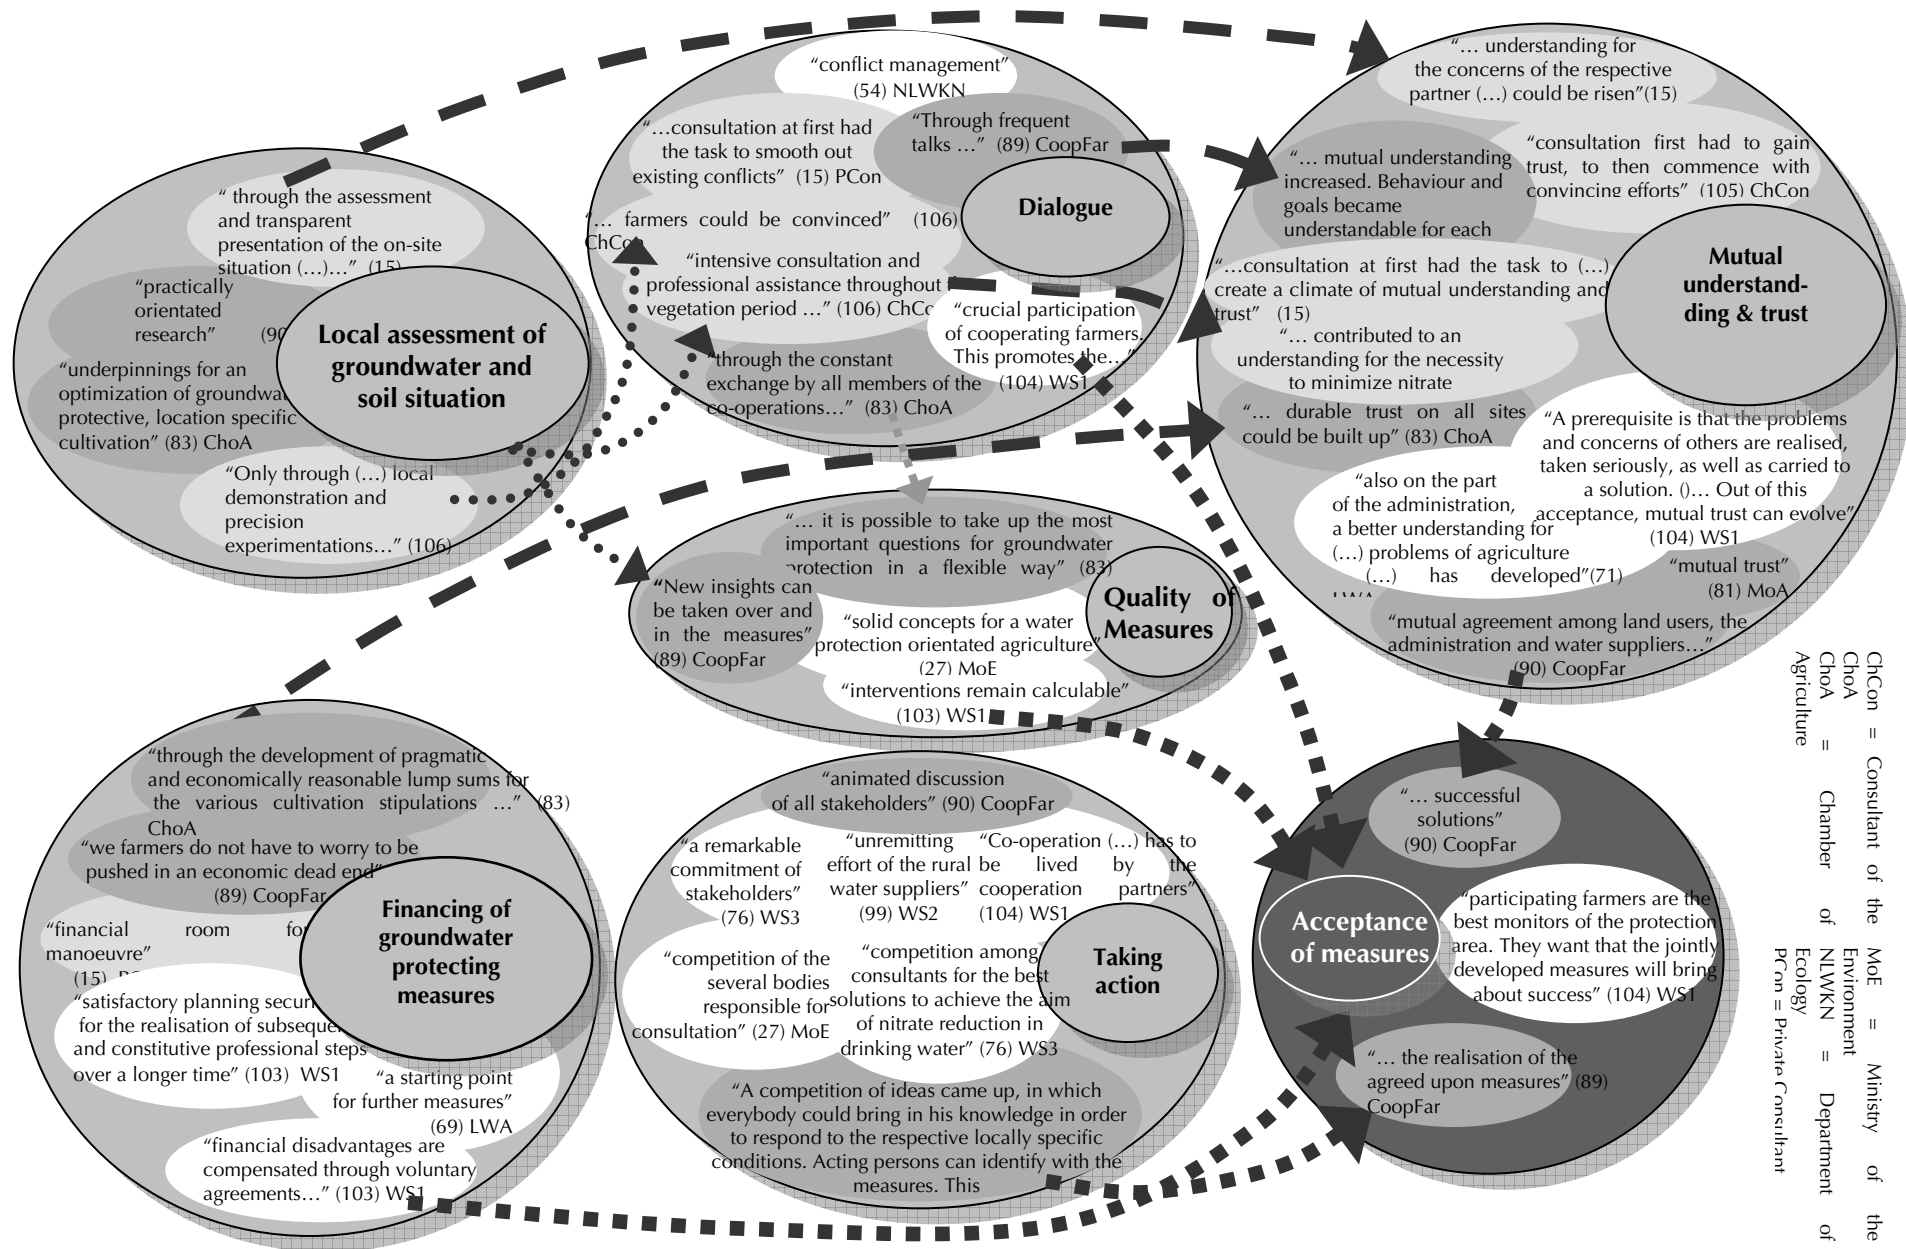 “ through the assessment
and transparent
presentation of the on-site
situation (…)…” (15)
“practically
orientated
research” (90
“underpinnings for an
optimization of groundwa
protective, location specific
cultivation” (83) ChoA
“Only through (…) local
demonstration and
precision
experimentations…” (106)
Local assessment of
groundwater and
soil situation
“conflict management”
(54) NLWKN
“…consultation at first had
the task to smooth out
existing conflicts” (15) PCon
“Through frequent
talks …” (89) CoopFar
“… farmers could be convinced” (106)
ChCon
“intensive consultation and
professional assistance throughout
vegetation period …” (106) ChCo
“crucial participation
of cooperating farmers.
This promotes the…”
(104) WS1
“through the constant
exchange by all members of the
co-operations…” (83) ChoA
Dialogue
“… understanding for
the concerns of the respective
partner (…) could be risen”(15)
“… mutual understanding
increased. Behaviour and
goals became
understandable for each
“consultation first had to gain
trust, to then commence with
convincing efforts” (105) ChCon
“…consultation at first had the task to (…)
create a climate of mutual understanding and
trust” (15)
“… contributed to an
understanding for the necessity
to minimize nitrate
“… durable trust on all sites
could be built up” (83) ChoA
“A prerequisite is that the problems
and concerns of others are realised,
taken seriously, as well as carried to
a solution. ()… Out of this
acceptance, mutual trust can evolve”
(104) WS1
“also on the part
of the administration,
a better understanding for
(…) problems of agriculture
(…) has developed”(71)
LWA
“mutual trust”
(81) MoA
“mutual agreement among land users, the
administration and water suppliers…”
(90) CoopFar
Mutual
understand-
ding & trust
“… it is possible to take up the most
important questions for groundwater
protection in a flexible way” (83)
“New insights can
be taken over and
in the measures”
(89) CoopFar
“solid concepts for a water
protection orientated agriculture”
(27) MoE
“interventions remain calculable”
(103) WS1
Quality of
Measures
“through the development of pragmatic
and economically reasonable lump sums for
the various cultivation stipulations …” (83)
ChoA
“we farmers do not have to worry to be
pushed in an economic dead end”
(89) CoopFar
“financial room for
manoeuvre”
(15) PC
“satisfactory planning securi
for the realisation of subseque
and constitutive professional steps
over a longer time” (103) WS1
“a starting point
for further measures”
(69) LWA
“financial disadvantages are
compensated through voluntary
agreements…” (103) WS1
Financing of
groundwater
protecting
measures
“animated discussion
of all stakeholders” (90) CoopFar
“a remarkable
commitment of
stakeholders”
(76) WS3
“unremitting
effort of the rural
water suppliers”
(99) WS2
“Co-operation (…) has to
be lived by the
cooperation partners”
(104) WS1
“competition of the
several bodies
responsible for
consultation” (27) MoE
“competition among
consultants for the best
solutions to achieve the aim
of nitrate reduction in
drinking water” (76) WS3
“A competition of ideas came up, in which
everybody could bring in his knowledge in order
to respond to the respective locally specific
conditions. Acting persons can identify with the
measures. This
Taking
action
“… successful
solutions”
(90) CoopFar
“participating farmers are the
best monitors of the protection
area. They want that the jointly
developed measures will bring
about success” (104) WS1
“… the realisation of the
agreed upon measures” (89)
CoopFar
Acceptance
of measures
ChCon = Consultant of the
ChoA
ChoA = Chamber of
Agriculture
MoE = Ministry of the
Environment
NLWKN = Department of
Ecology
PCon = Private Consultant